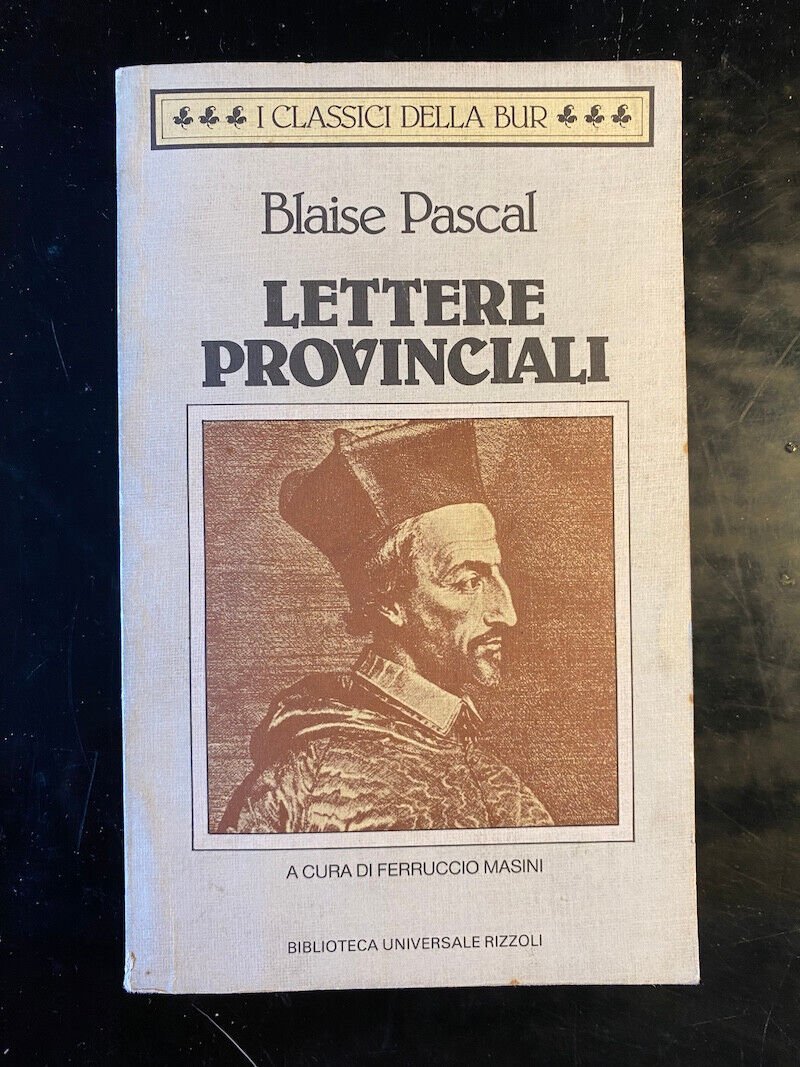 I CLASSICI DELLA BUR
Blaise Pascal
LETTERE
PROVINCIALI
A CURA DI FERRUCCIO MASINI
BIBLIOTECA UNIVERSALE RIZZOLI